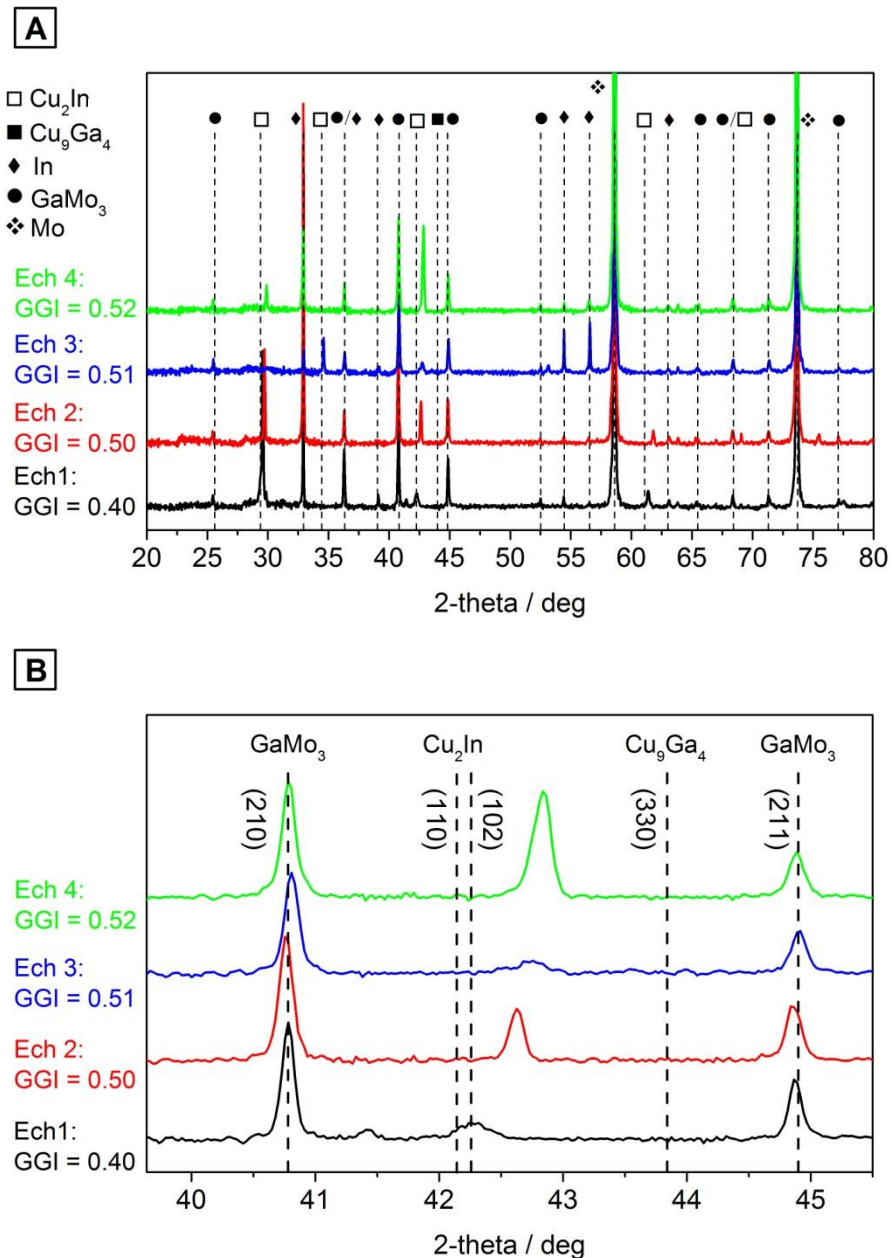 A
Cu₂In
Cu₉Ga₄
In
GaMo₃
Mo
/
/
Ech 4:
GGI = 0.52
Ech 3:
GGI = 0.51
Ech 2:
GGI = 0.50
Ech1:
GGI = 0.40
20 25 30 35 40 45 50 55 60 65 70 75 80
2-theta / deg
B
GaMo₃ Cu₂In Cu₉Ga₄ GaMo₃
(210) (110) (102) (330) (211)
Ech 4:
GGI = 0.52
Ech 3:
GGI = 0.51
Ech 2:
GGI = 0.50
Ech1:
GGI = 0.40
40 41 42 43 44 45
2-theta / deg